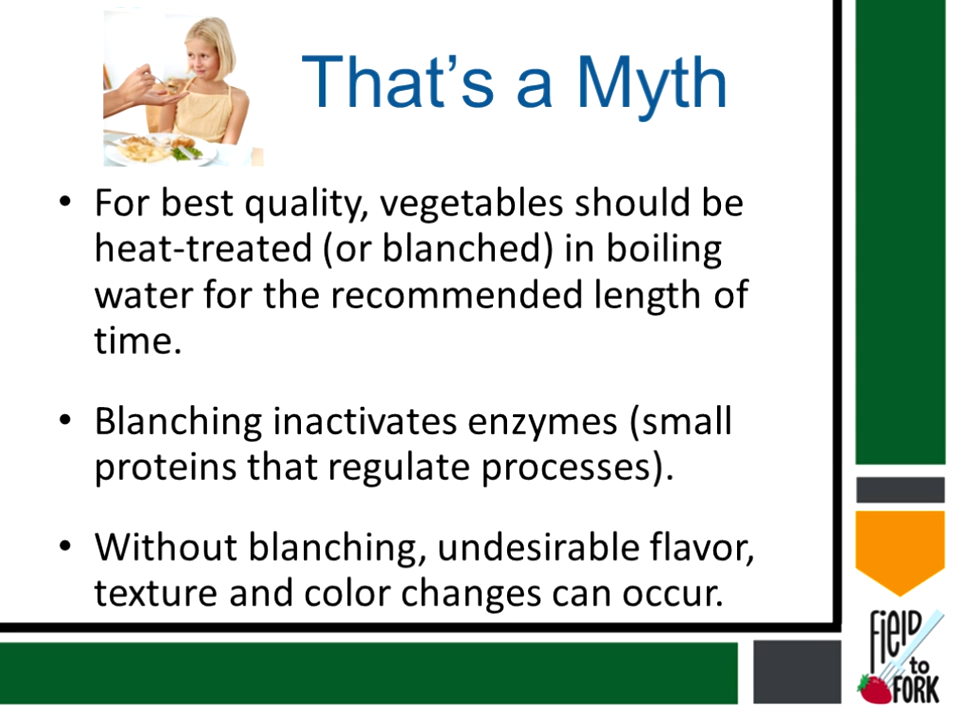 That’s a Myth
• For best quality, vegetables should be
heat-treated (or blanched) in boiling
water for the recommended length of
time.
• Blanching inactivates enzymes (small
proteins that regulate processes).
• Without blanching, undesirable flavor,
texture and color changes can occur.
FielD
to
FORK